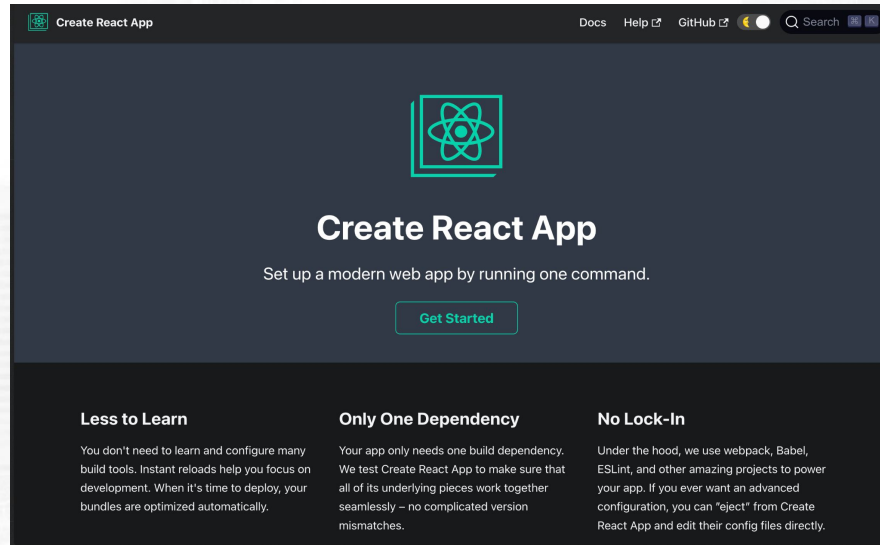 Create React App
Docs Help GitHub Search ⌘ K
Create React App
Set up a modern web app by running one command.
Get Started
Less to Learn
You don't need to learn and configure many
build tools. Instant reloads help you focus on
development. When it's time to deploy, your
bundles are optimized automatically.
Only One Dependency
Your app only needs one build dependency.
We test Create React App to make sure that
all of its underlying pieces work together
seamlessly – no complicated version
mismatches.
No Lock-In
Under the hood, we use webpack, Babel,
ESLint, and other amazing projects to power
your app. If you ever want an advanced
configuration, you can "eject" from Create
React App and edit their config files directly.